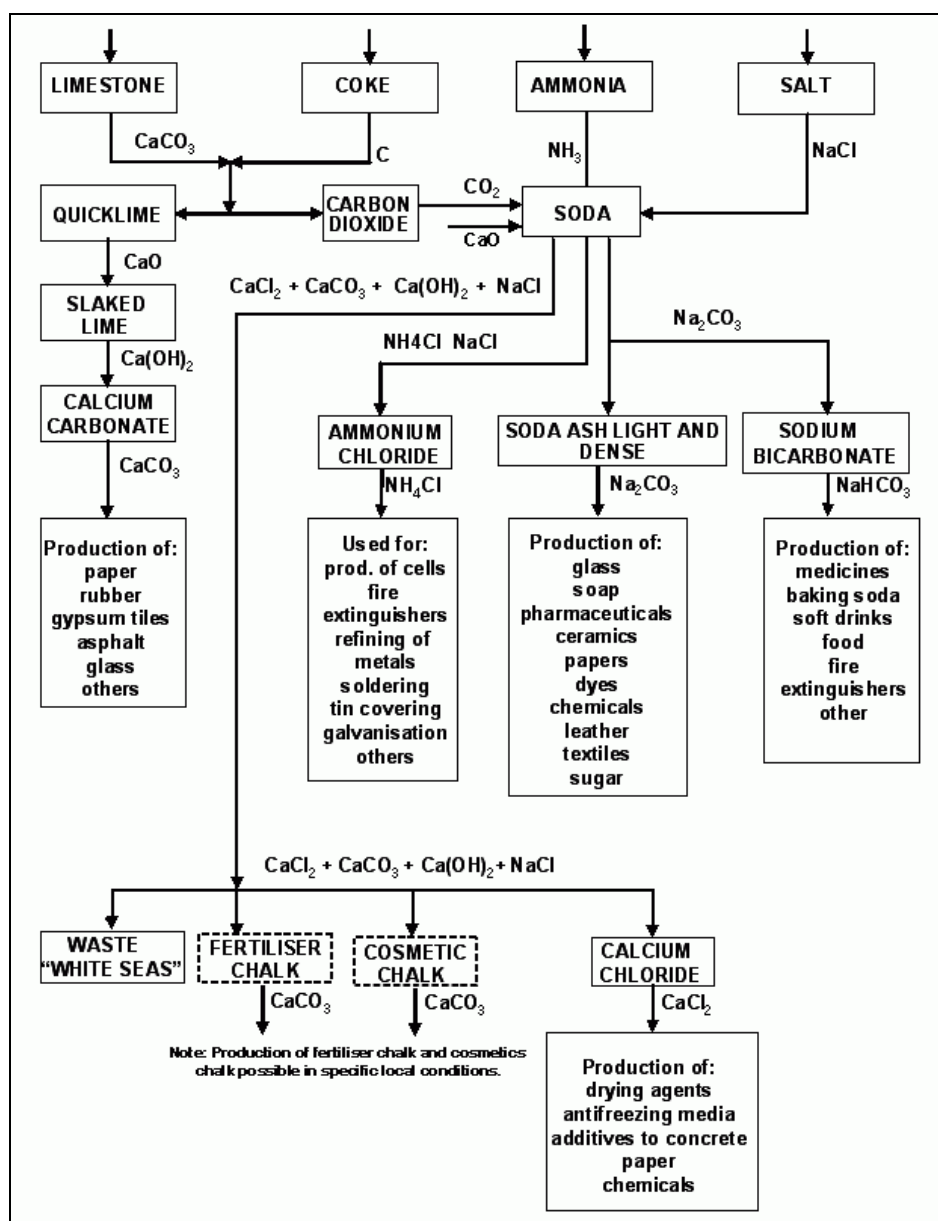 LIMESTONE
COKE
AMMONIA
SALT
CaCO₃
C
NH₃
NaCl
QUICKLIME
CARBON
DIOXIDE
CO₂
CaO
SODA
CaO
SLAKED
LIME
CaCl₂ + CaCO₃ + Ca(OH)₂ + NaCl
Na₂CO₃
NH4Cl NaCl
Ca(OH)₂
CALCIUM
CARBONATE
AMMONIUM
CHLORIDE
SODA ASH LIGHT AND
DENSE
SODIUM
BICARBONATE
CaCO₃
NH₄Cl
Na₂CO₃
NaHCO₃
Production of:
paper
rubber
gypsum tiles
asphalt
glass
others
Used for:
prod. of cells
fire
extinguishers
refining of
metals
soldering
tin covering
galvanisation
others
Production of:
glass
soap
pharmaceuticals
ceramics
papers
dyes
chemicals
leather
textiles
sugar
Production of:
medicines
baking soda
soft drinks
food
fire
extinguishers
other
CaCl₂ + CaCO₃ + Ca(OH)₂ + NaCl
WASTE
“WHITE SEAS”
FERTILISER
CHALK
COSMETIC
CHALK
CALCIUM
CHLORIDE
CaCO₃
CaCO₃
CaCl₂
Note: Production of fertiliser chalk and cosmetics
chalk possible in specific local conditions.
Production of:
drying agents
antifreezing media
additives to concrete
paper
chemicals